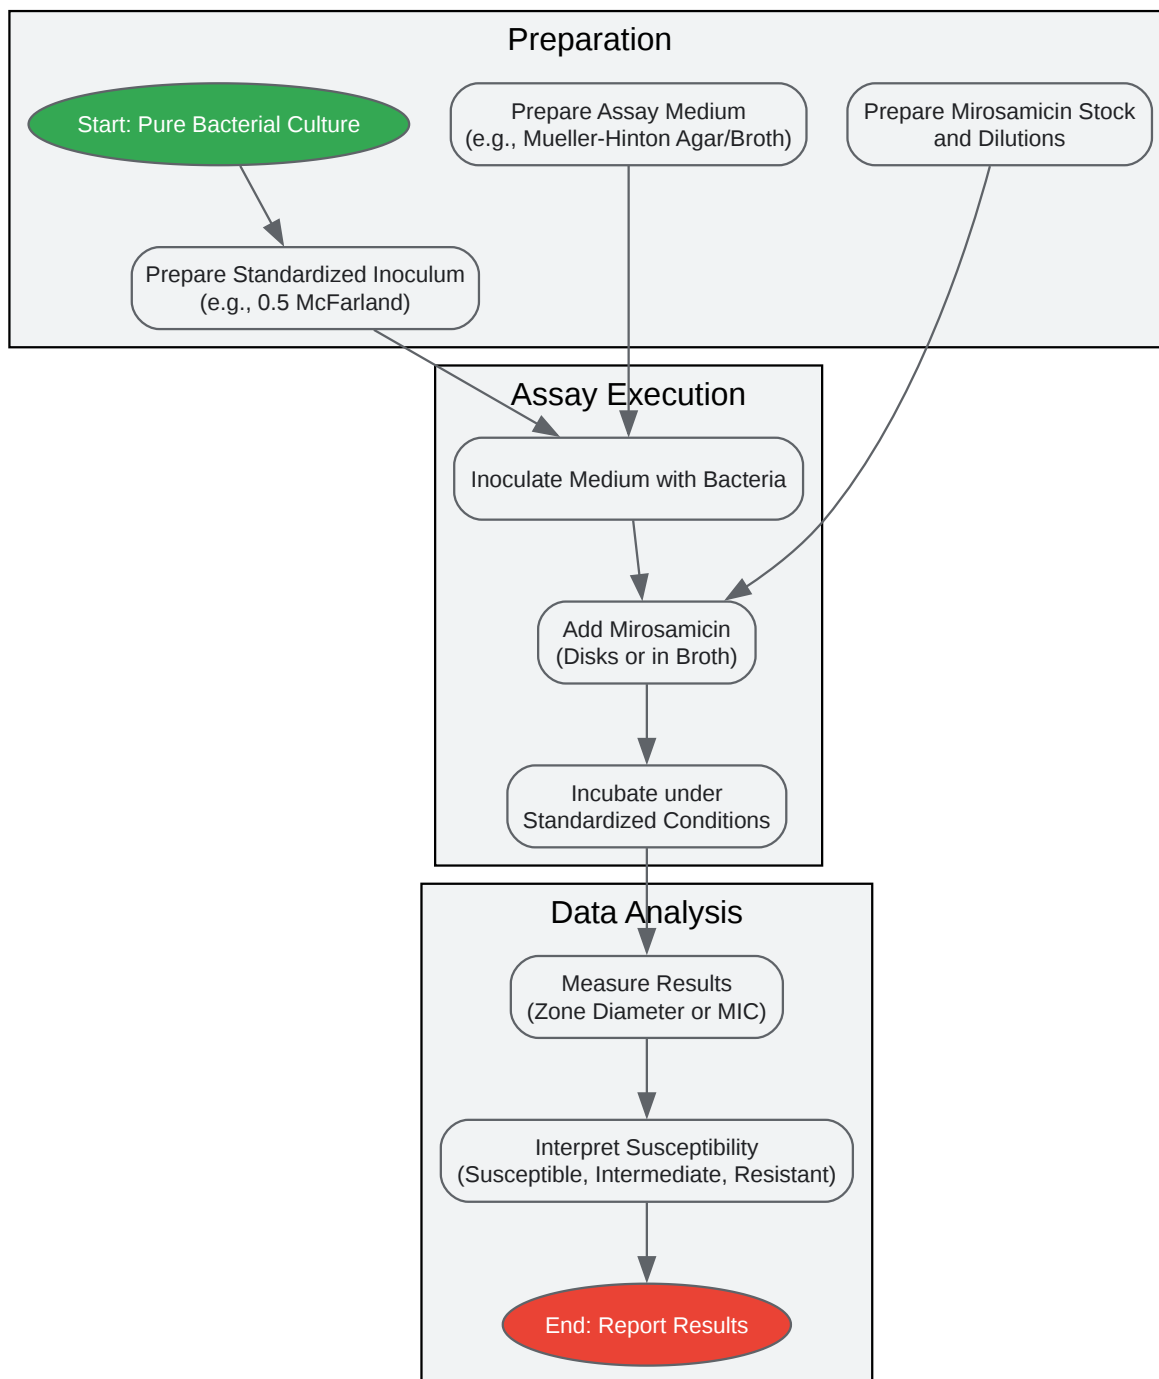 Preparation
Start: Pure Bacterial Culture
Prepare Assay Medium
(e.g., Mueller-Hinton Agar/Broth)
Prepare Mirosamicin Stock
and Dilutions
Prepare Standardized Inoculum
(e.g., 0.5 McFarland)
Assay Execution
Inoculate Medium with Bacteria
Add Mirosamicin
(Disks or in Broth)
Incubate under
Standardized Conditions
Data Analysis
Measure Results
(Zone Diameter or MIC)
Interpret Susceptibility
(Susceptible, Intermediate, Resistant)
End: Report Results